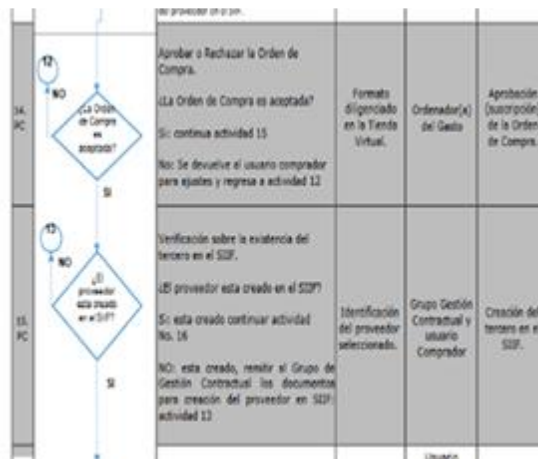 del proveedor en el SIIF.
14.
PC
12
NO
¿La Orden
de Compra
es
aceptada?
SI
Aprobar o Rechazar la Orden de
Compra.
¿La Orden de Compra es aceptada?
Si: continua actividad 15
No: Se devuelve al usuario comprador
para ajustes y regresa a actividad 12
Formato
diligenciado
en la Tienda
Virtual.
Ordenador(a)
del Gasto
Aprobación
(suscripción)
de la Orden
de Compra.
15.
PC
13
NO
¿El
proveedor
esta creado
en el SIIF?
SI
Verificación sobre la existencia del
tercero en el SIIF.
¿El proveedor esta creado en el SIIF?
Si: esta creado continuar actividad
No. 16
NO: esta creado, remitir al Grupo de
Gestión Contractual los documentos
para creación del proveedor en SIIF:
actividad 13
Identificación
del proveedor
seleccionado.
Grupo Gestión
Contractual y
usuario
Comprador
Creación del
tercero en el
SIIF.
Usuario